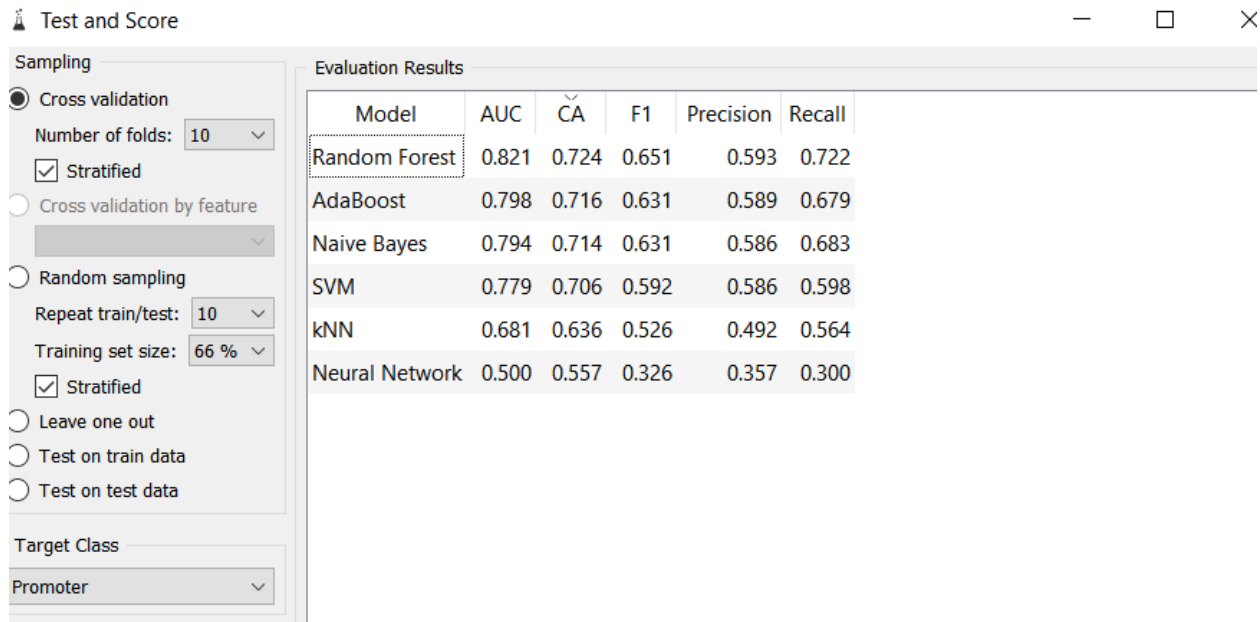 Test and Score
Sampling
Cross validation
Number of folds: 10
Stratified
Cross validation by feature
Random sampling
Repeat train/test: 10
Training set size: 66 %
Stratified
Leave one out
Test on train data
Test on test data
Target Class
Promoter
Evaluation Results
Model AUC CA F1 Precision Recall
Random Forest 0.821 0.724 0.651 0.593 0.722
AdaBoost 0.798 0.716 0.631 0.589 0.679
Naive Bayes 0.794 0.714 0.631 0.586 0.683
SVM 0.779 0.706 0.592 0.586 0.598
kNN 0.681 0.636 0.526 0.492 0.564
Neural Network 0.500 0.557 0.326 0.357 0.300